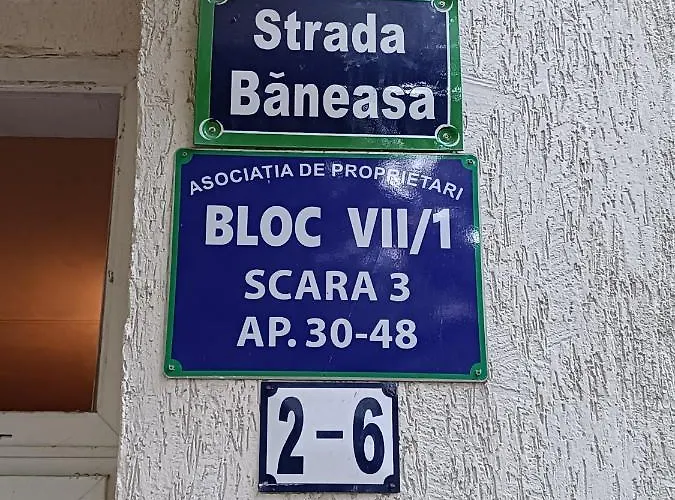 Strada
Băneasa
ASOCIAȚIA DE PROPRIETARI
BLOC VII/1
SCARA 3
AP. 30-48
2-6